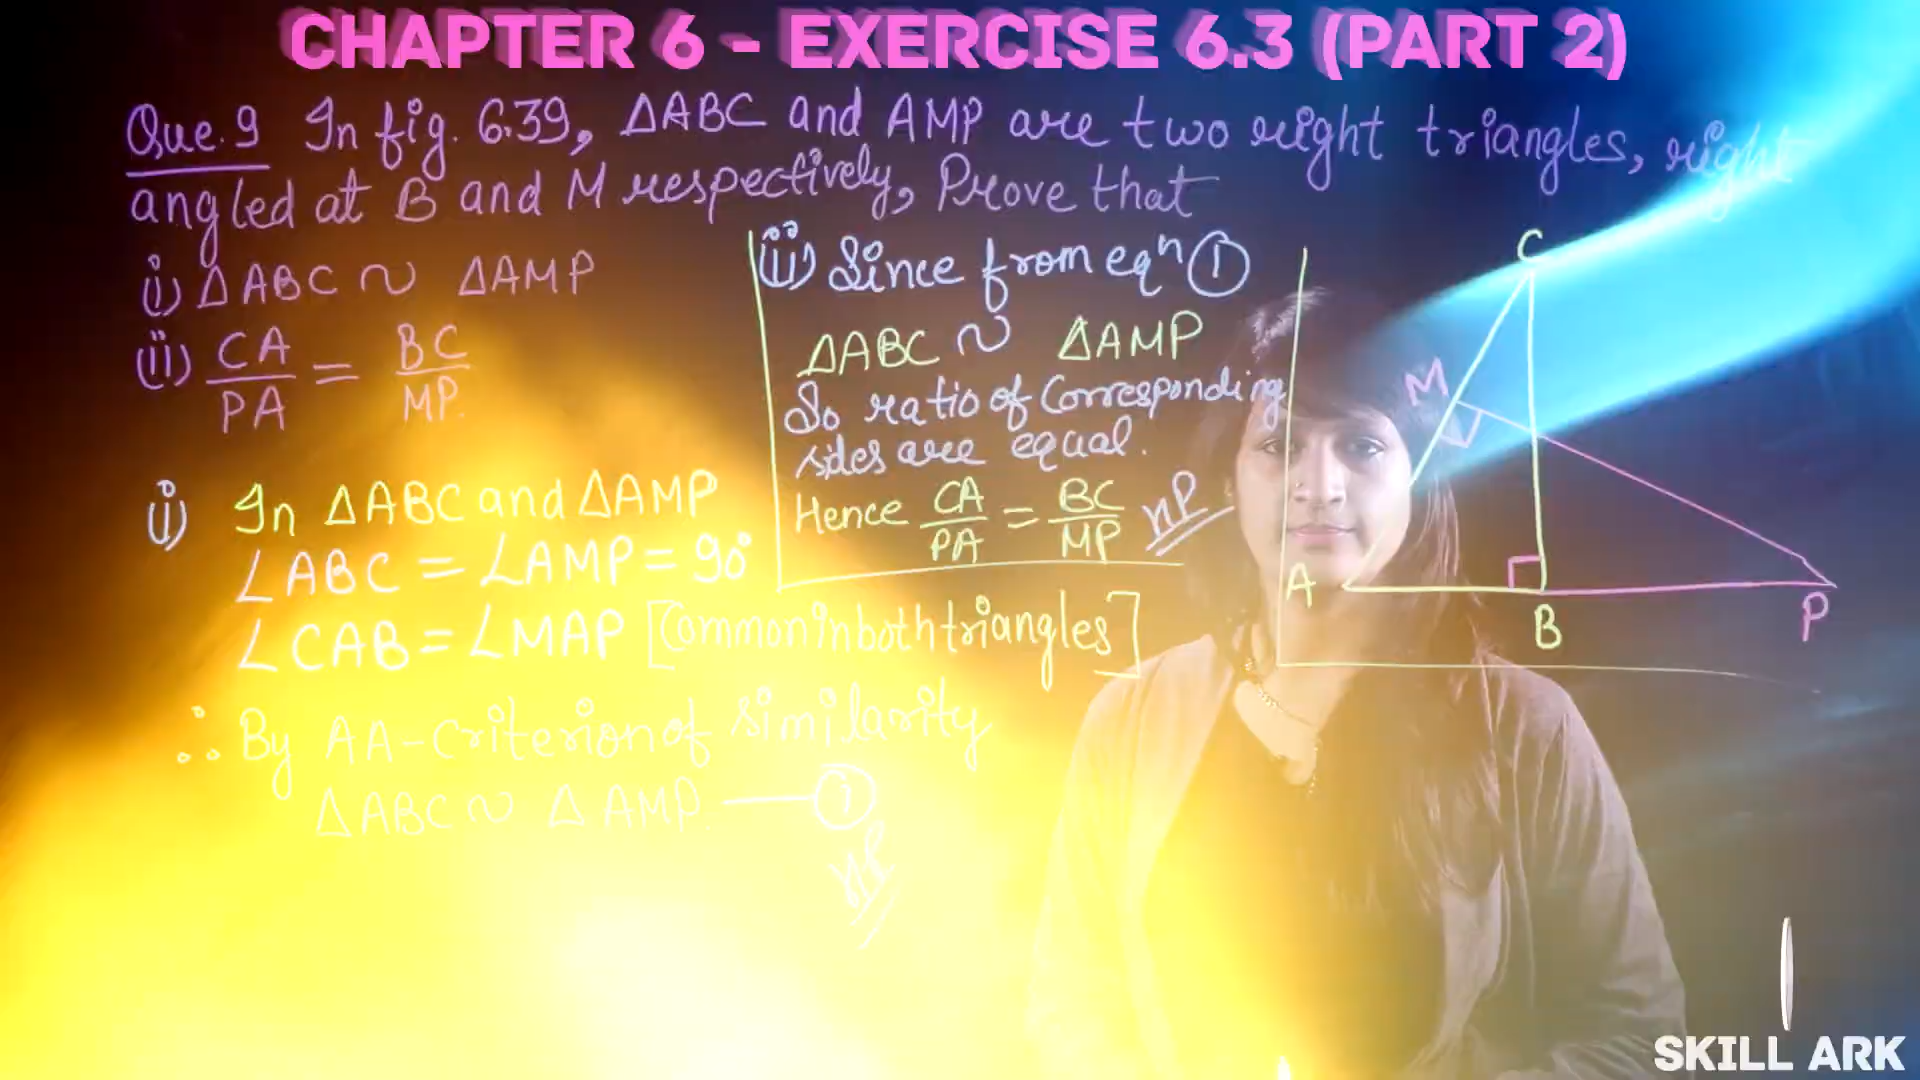 CHAPTER 6 - EXERCISE 6.3 (PART 2)
Que.9 In fig. 6.39, ΔABC and AMP are two right triangles, right
angled at B and M respectively, Prove that
i) ΔABC ~ ΔAMP
(ii) CA/PA = BC/MP.
i) In ΔABC and ΔAMP
∠ABC = ∠AMP = 90°
∠CAB = ∠MAP [Common in both triangles]
∴ By AA-criterion of similarity
ΔABC ~ ΔAMP — ①
(ii) Since from eqⁿ ①
ΔABC ~ ΔAMP
So ratio of Corresponding
sides are equal.
Hence CA/PA = BC/MP
C
M
A
B
P
SKILL ARK